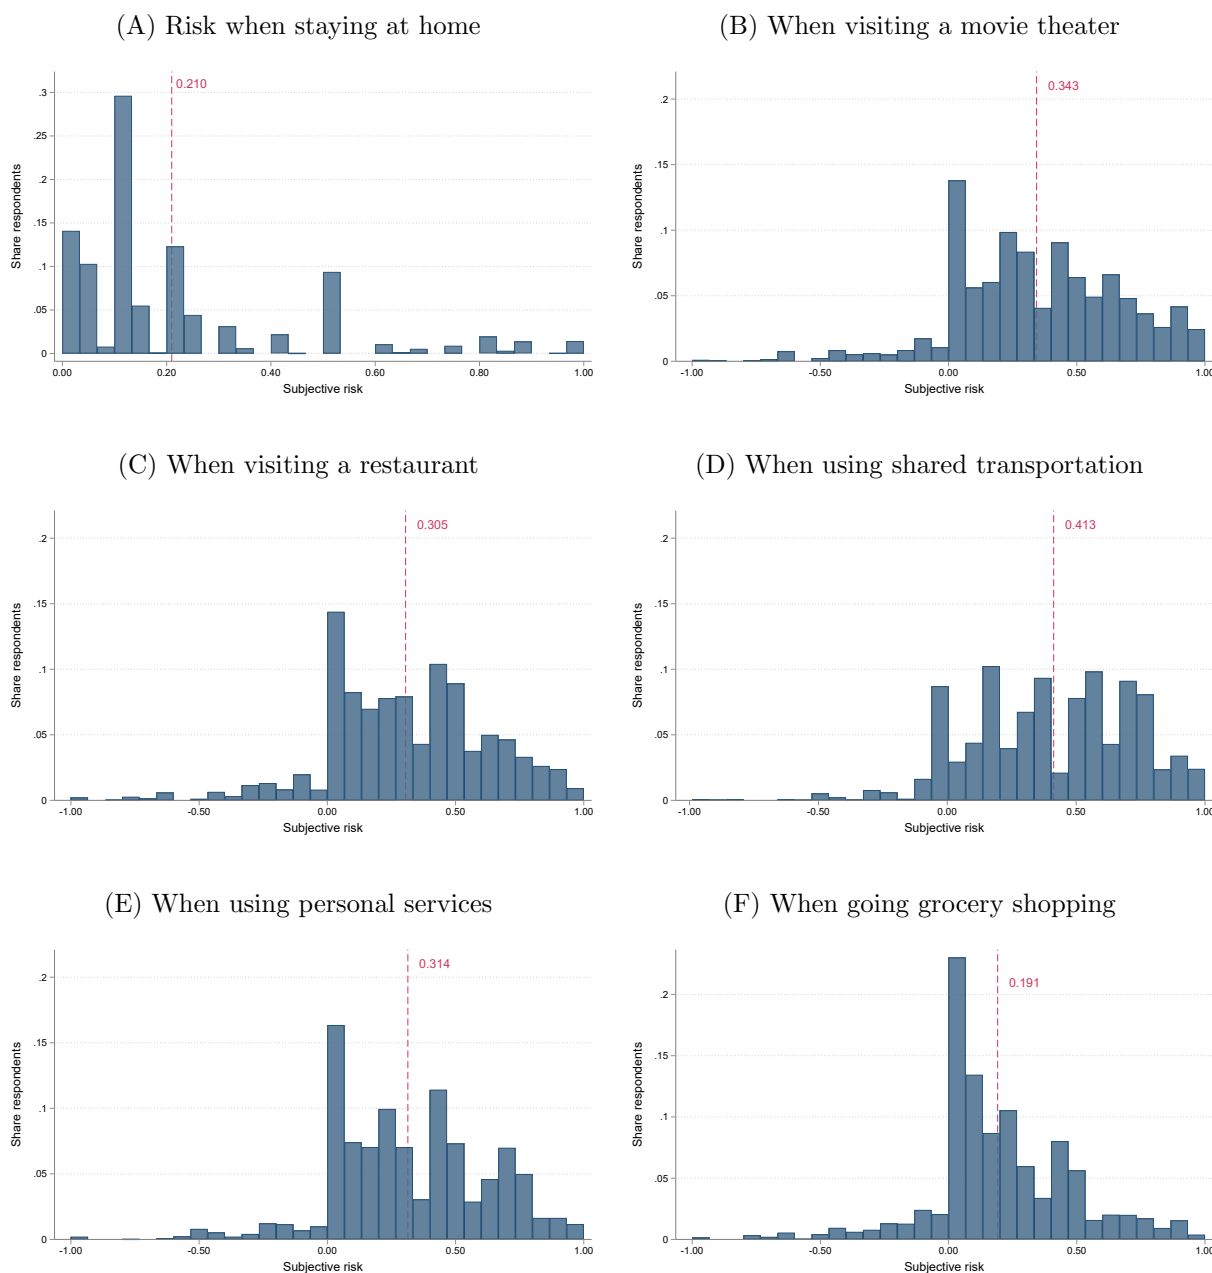 (A) Risk when staying at home
0.210
.3
.25
.2
.15
.1
.05
0
Share respondents
0.00 0.20 0.40 0.60 0.80 1.00
Subjective risk
(B) When visiting a movie theater
0.343
.2
.15
.1
.05
0
Share respondents
-1.00 -0.50 0.00 0.50 1.00
Subjective risk
(C) When visiting a restaurant
0.305
.2
.15
.1
.05
0
Share respondents
-1.00 -0.50 0.00 0.50 1.00
Subjective risk
(D) When using shared transportation
0.413
.2
.15
.1
.05
0
Share respondents
-1.00 -0.50 0.00 0.50 1.00
Subjective risk
(E) When using personal services
0.314
.2
.15
.1
.05
0
Share respondents
-1.00 -0.50 0.00 0.50 1.00
Subjective risk
(F) When going grocery shopping
0.191
.2
.15
.1
.05
0
Share respondents
-1.00 -0.50 0.00 0.50 1.00
Subjective risk